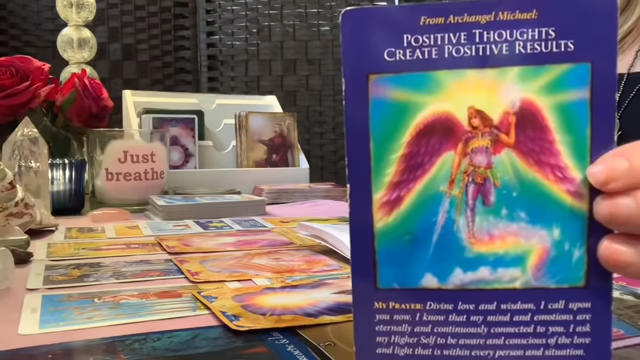 From Archangel Michael:
POSITIVE THOUGHTS
CREATE POSITIVE RESULTS
Just
breathe
MY PRAYER: Divine love and wisdom, I call upon
you now. I know that my mind and emotions are
eternally and continuously connected to you. I ask
my Higher Self to be aware and conscious of the love
and light that is within every person and situation.